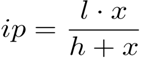 ip = \frac{l \cdot x}{h + x}